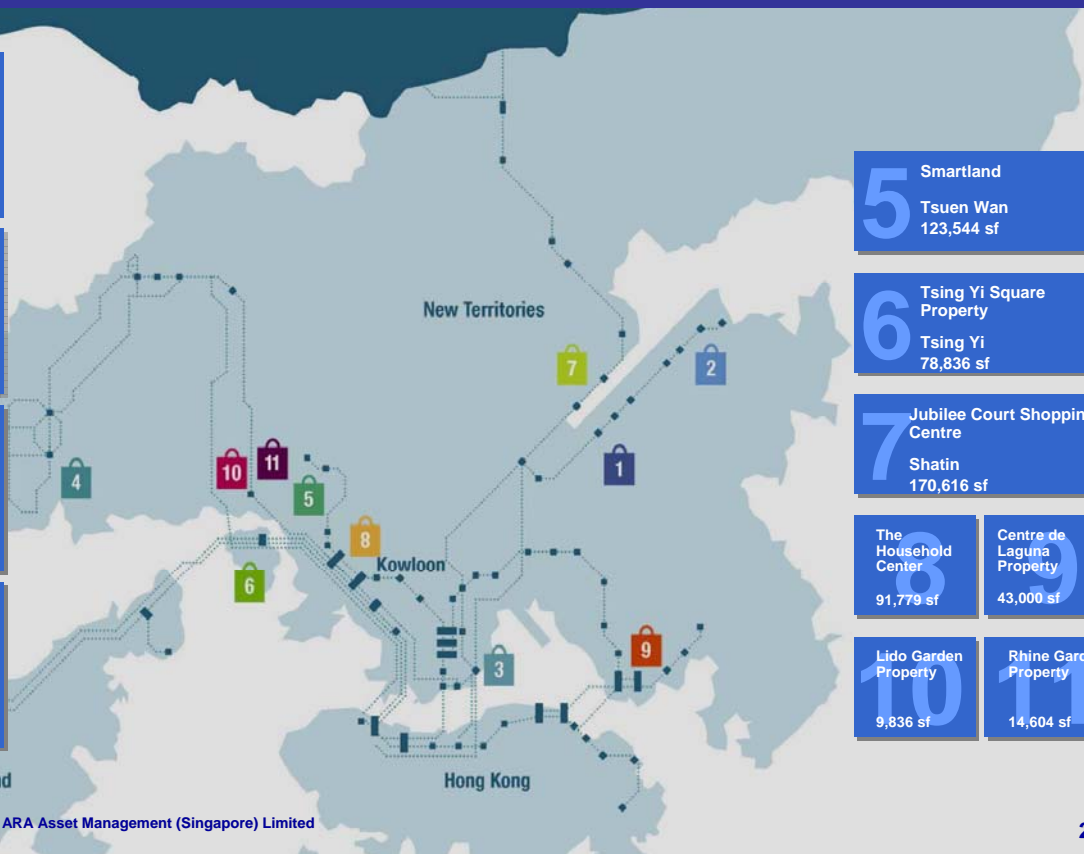 New Territories
7
2
10
11
1
4
5
8
Kowloon
6
9
3
d
Hong Kong
5
Smartland
Tsuen Wan
123,544 sf
6
Tsing Yi Square
Property
Tsing Yi
78,836 sf
7
Jubilee Court Shoppin
Centre
Shatin
170,616 sf
8
The
Household
Center
91,779 sf
9
Centre de
Laguna
Property
43,000 sf
10
Lido Garden
Property
9,836 sf
11
Rhine Gard
Property
14,604 sf
ARA Asset Management (Singapore) Limited
2